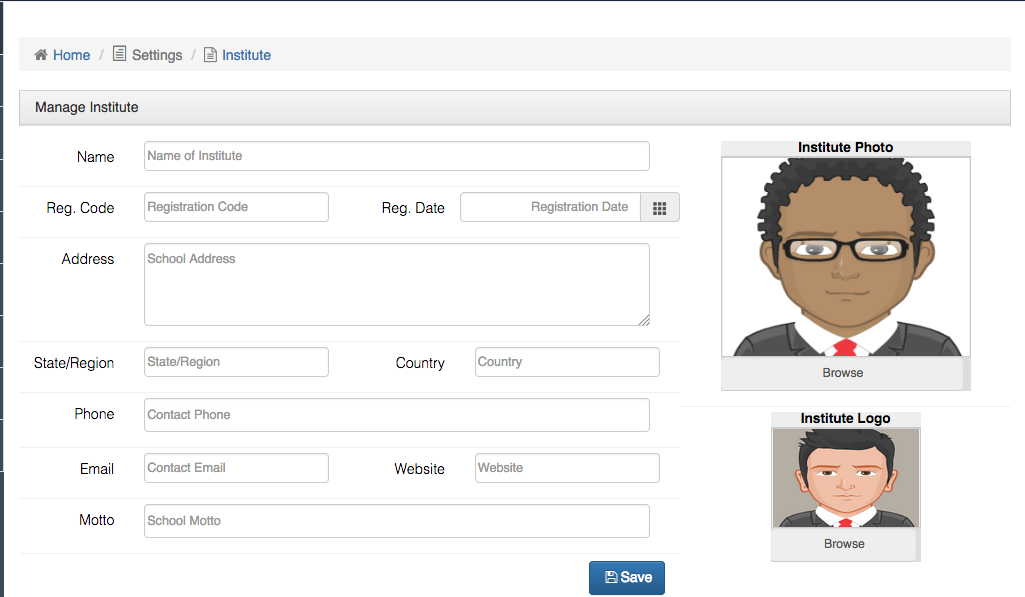 Home / Settings / Institute
Manage Institute
Name Name of Institute
Reg. Code Registration Code Reg. Date Registration Date
Address School Address
State/Region State/Region Country Country
Phone Contact Phone
Email Contact Email Website Website
Motto School Motto
Save
Institute Photo
Browse
Institute Logo
Browse